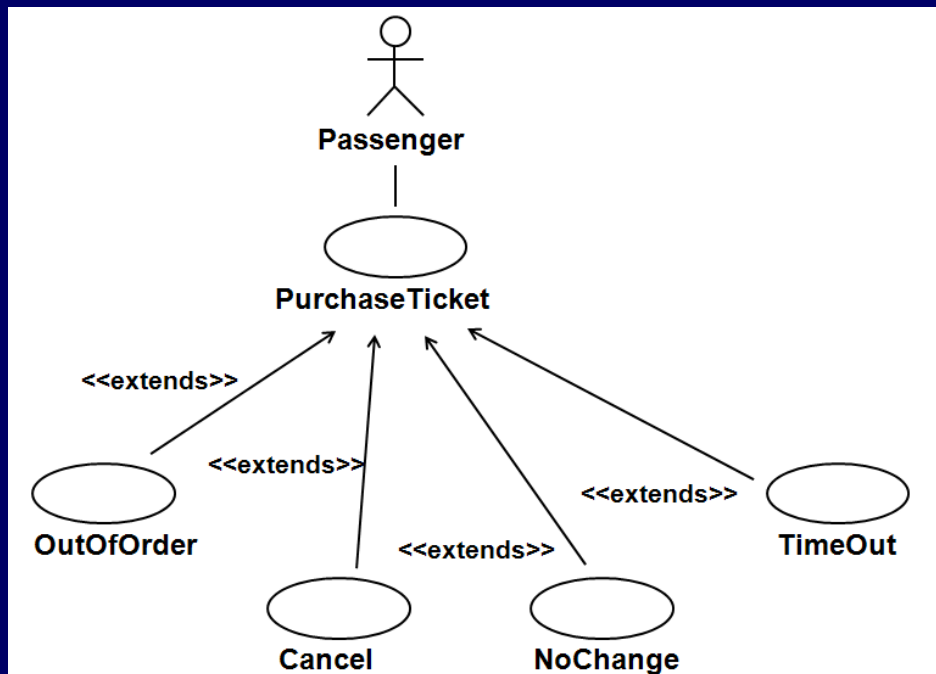 Passenger
PurchaseTicket
<<extends>>
<<extends>>
<<extends>>
<<extends>>
OutOfOrder
TimeOut
Cancel
NoChange